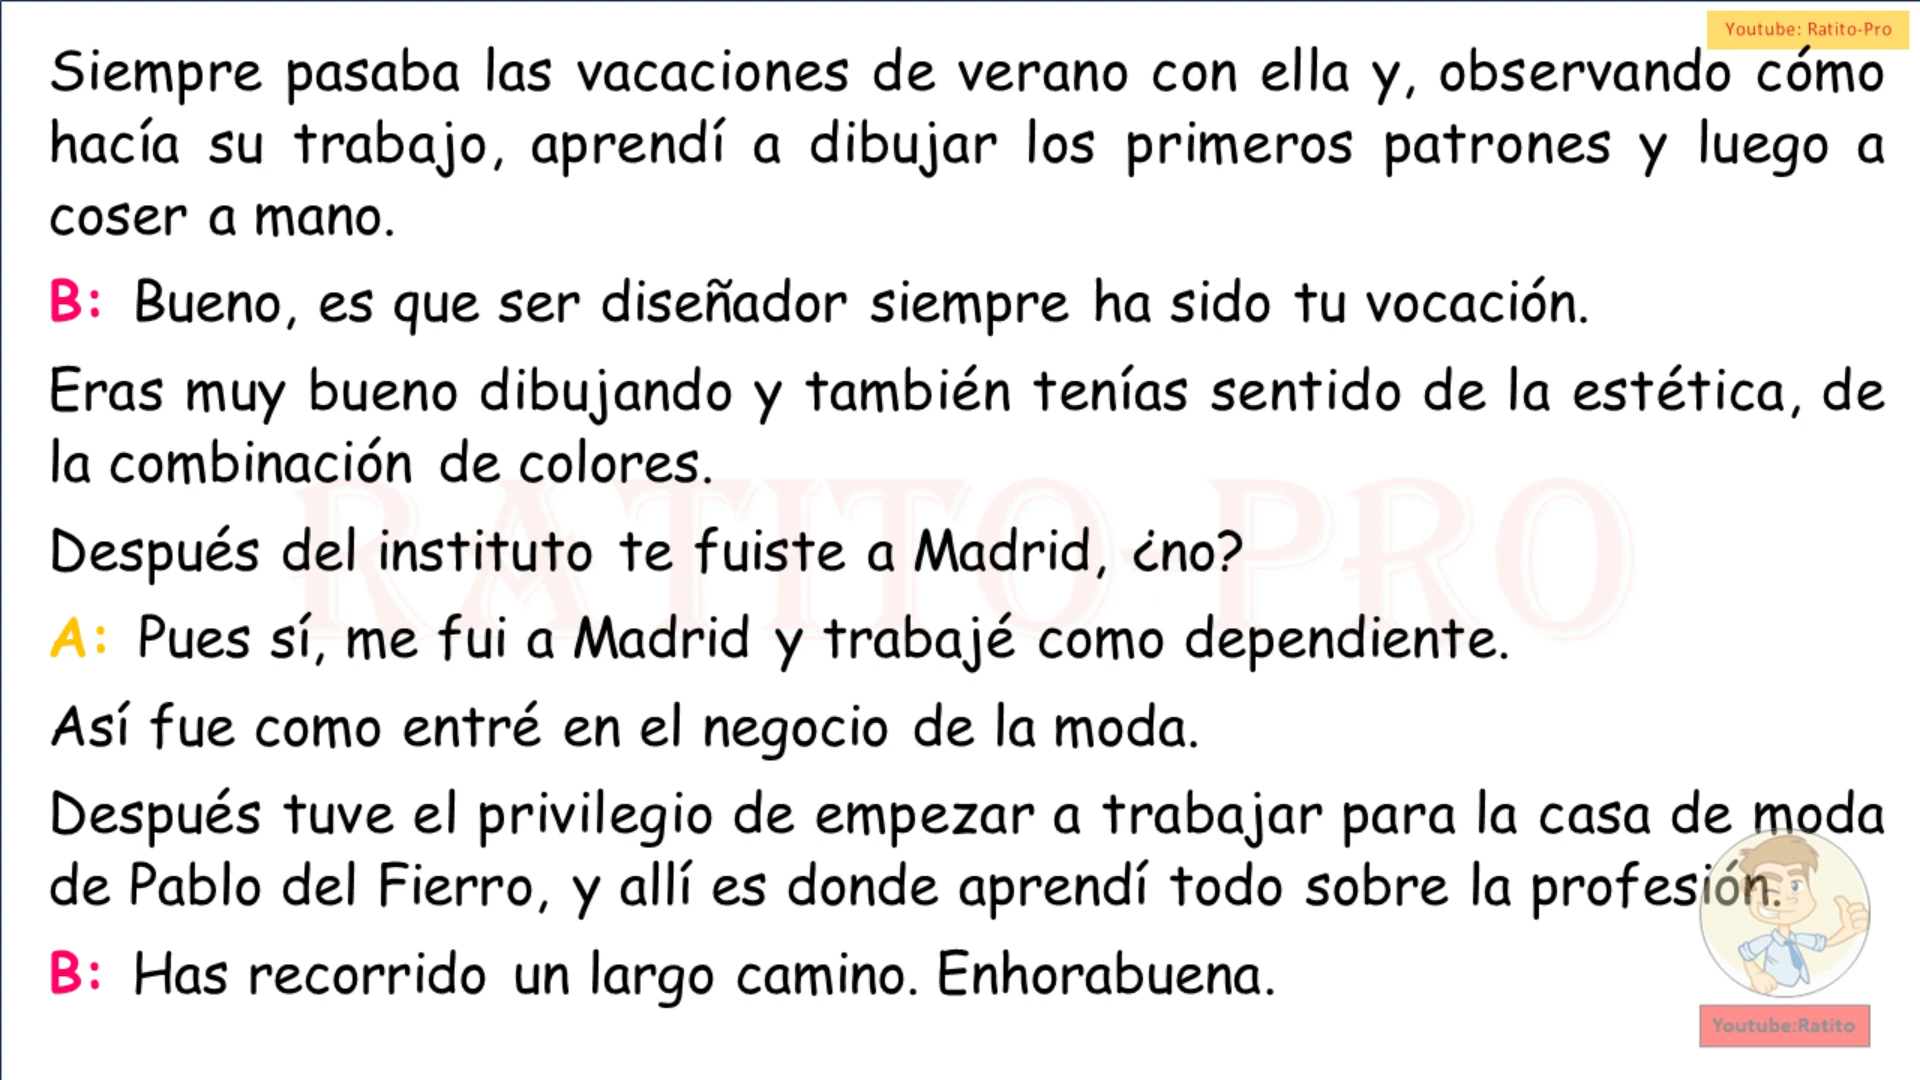 Youtube: Ratito-Pro
Siempre pasaba las vacaciones de verano con ella y, observando cómo
hacía su trabajo, aprendí a dibujar los primeros patrones y luego a
coser a mano.
B: Bueno, es que ser diseñador siempre ha sido tu vocación.
Eras muy bueno dibujando y también tenías sentido de la estética, de
la combinación de colores.
RATITO-PRO
Después del instituto te fuiste a Madrid, ¿no?
A: Pues sí, me fui a Madrid y trabajé como dependiente.
Así fue como entré en el negocio de la moda.
Después tuve el privilegio de empezar a trabajar para la casa de moda
de Pablo del Fierro, y allí es donde aprendí todo sobre la profesión.
B: Has recorrido un largo camino. Enhorabuena.
Youtube:Ratito